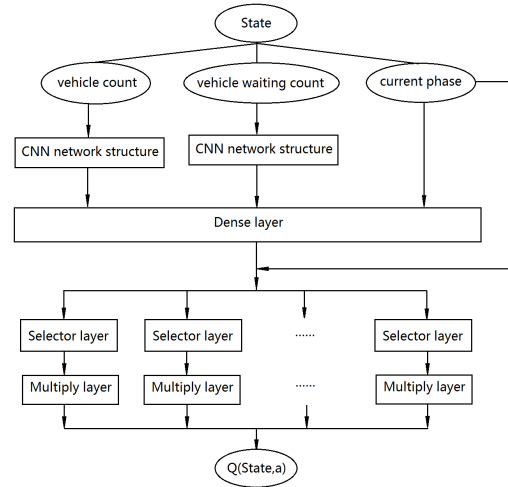 State
vehicle count
vehicle waiting count
current phase
CNN network structure
CNN network structure
Dense layer
Selector layer
Selector layer
......
Selector layer
Multiply layer
Multiply layer
......
Multiply layer
Q(State,a)